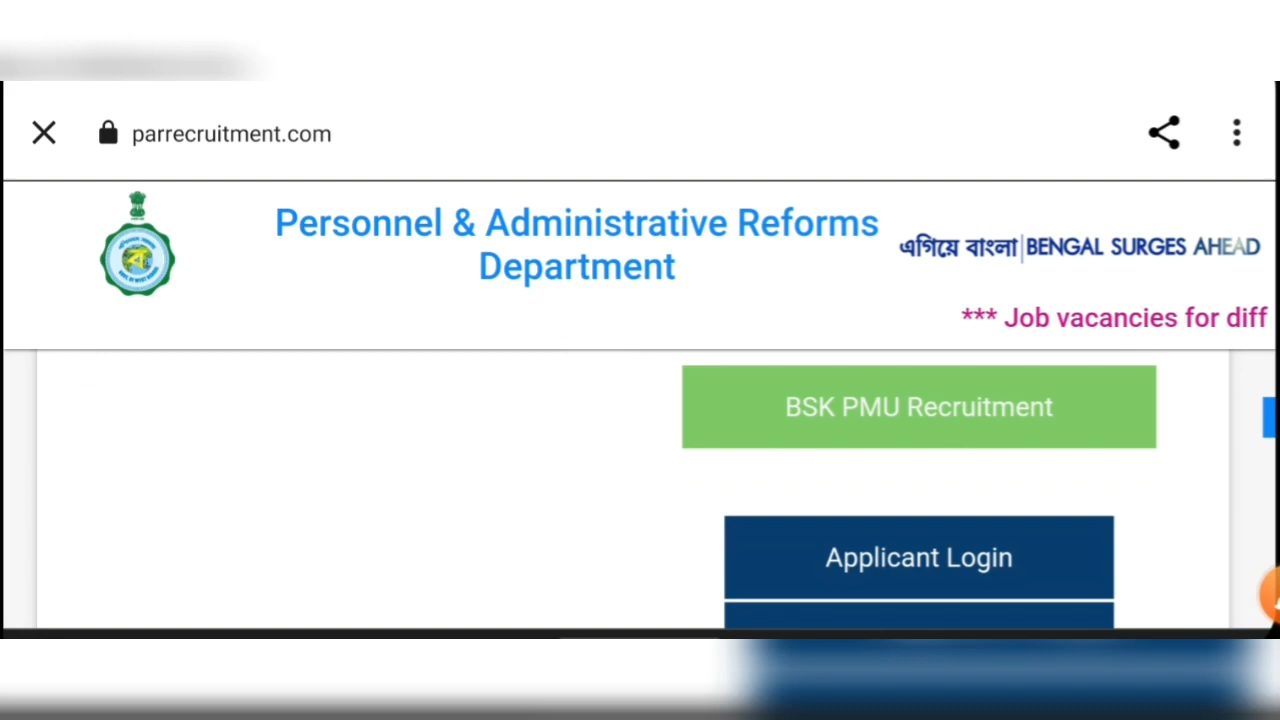 parrecruitment.com
Personnel & Administrative Reforms
Department
এগিয়ে বাংলা|BENGAL SURGES AHEAD
*** Job vacancies for diff
BSK PMU Recruitment
Applicant Login